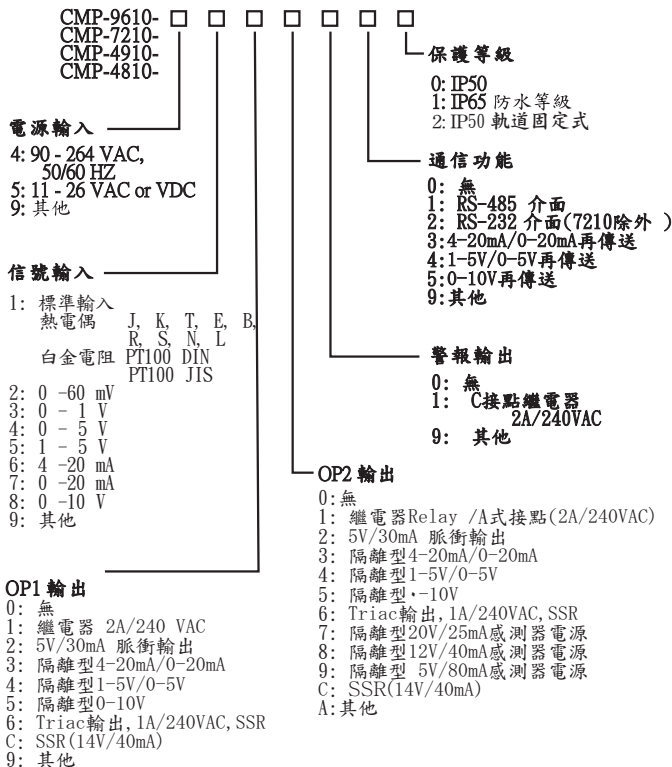 CMP-9610- □ □ □ □ □ □ □
CMP-7210-
CMP-4910-
CMP-4810-
保護等級
0: IP50
1: IP65 防水等級
2: IP50 軌道固定式
電源輸入
4: 90 - 264 VAC,
50/60 HZ
5: 11 - 26 VAC or VDC
9: 其他
通信功能
0: 無
1: RS-485 介面
2: RS-232 介面(7210除外 )
3:4-20mA/0-20mA再傳送
4:1-5V/0-5V再傳送
5:0-10V再傳送
9:其他
信號輸入
1: 標準輸入
熱電偶 J, K, T, E, B,
R, S, N, L
白金電阻 PT100 DIN
PT100 JIS
2: 0 -60 mV
3: 0 - 1 V
4: 0 - 5 V
5: 1 - 5 V
6: 4 -20 mA
7: 0 -20 mA
8: 0 -10 V
9: 其他
警報輸出
0: 無
1: C接點繼電器
2A/240VAC
9: 其他
OP2 輸出
0:無
1: 繼電器Relay /A式接點(2A/240VAC)
2: 5V/30mA 脈衝輸出
3: 隔離型4-20mA/0-20mA
4: 隔離型1-5V/0-5V
5: 隔離型·-10V
6: Triac輸出,1A/240VAC,SSR
7: 隔離型20V/25mA感測器電源
8: 隔離型12V/40mA感測器電源
9: 隔離型 5V/80mA感測器電源
C: SSR(14V/40mA)
A:其他
OP1 輸出
0: 無
1: 繼電器 2A/240 VAC
2: 5V/30mA 脈衝輸出
3: 隔離型4-20mA/0-20mA
4: 隔離型1-5V/0-5V
5: 隔離型0-10V
6: Triac輸出,1A/240VAC,SSR
C: SSR(14V/40mA)
9: 其他